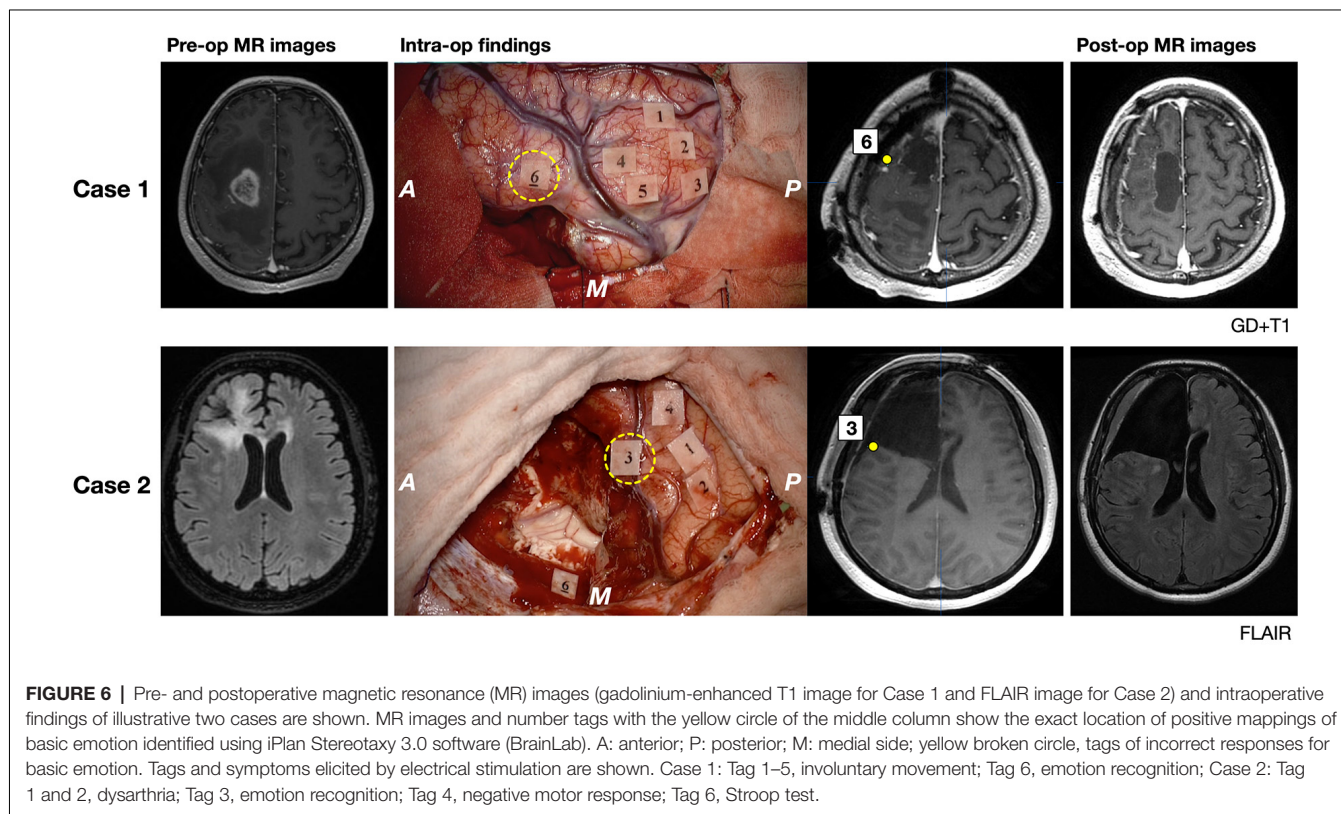 Pre-op MR images
Intra-op findings
Post-op MR images
Case 1
A
1
2
4
3
5
6
P
M
6
GD+T1
Case 2
A
4
1
3
2
P
6
M
3
FLAIR
FIGURE 6 | Pre- and postoperative magnetic resonance (MR) images (gadolinium-enhanced T1 image for Case 1 and FLAIR image for Case 2) and intraoperative
findings of illustrative two cases are shown. MR images and number tags with the yellow circle of the middle column show the exact location of positive mappings of
basic emotion identified using iPlan Stereotaxy 3.0 software (BrainLab). A: anterior; P: posterior; M: medial side; yellow broken circle, tags of incorrect responses for
basic emotion. Tags and symptoms elicited by electrical stimulation are shown. Case 1: Tag 1–5, involuntary movement; Tag 6, emotion recognition; Case 2: Tag
1 and 2, dysarthria; Tag 3, emotion recognition; Tag 4, negative motor response; Tag 6, Stroop test.